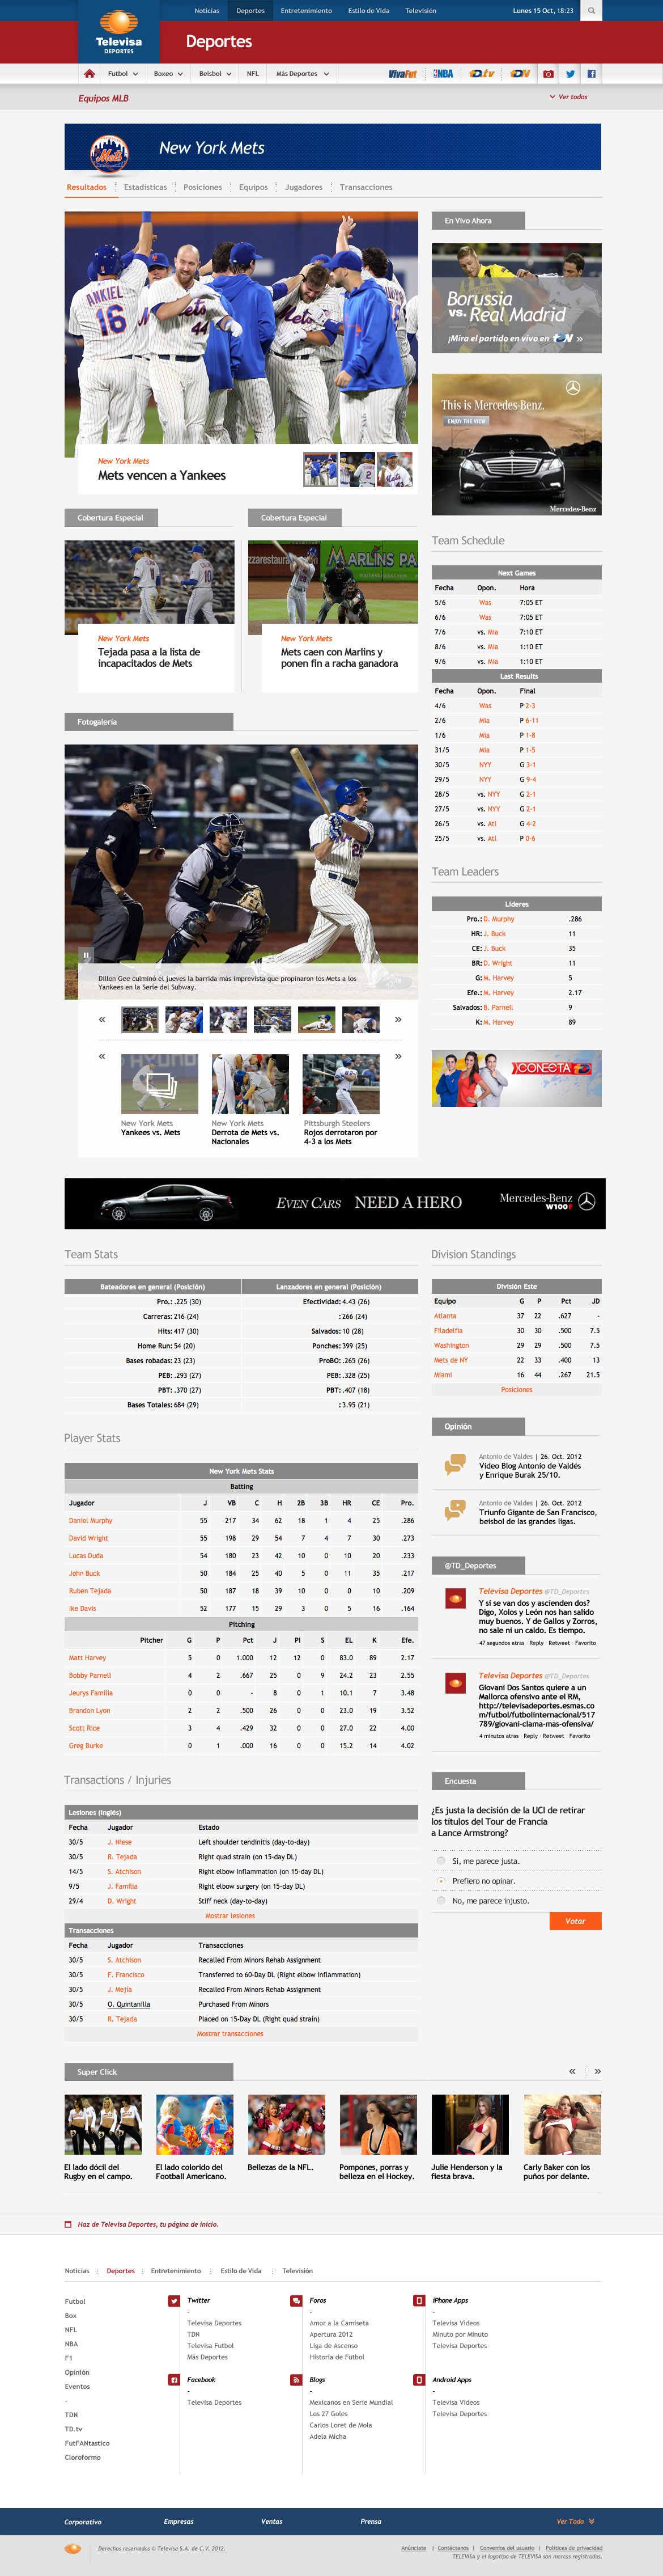 Noticias Deportes Entretenimiento Estilo de Vida Televisión Lunes 15 Oct, 18:23
Televisa
DEPORTES
Deportes
Futbol Boxeo Beisbol NFL Más Deportes VivaFut NBA TD.tv TDN
Equipos MLB Ver todos
Mets
New York Mets
Resultados Estadísticas Posiciones Equipos Jugadores Transacciones
ANKIEL
16
44
New York Mets
Mets vencen a Yankees
En Vivo Ahora
Borussia
vs. Real Madrid
¡Mira el partido en vivo en TDN »
This is Mercedes-Benz.
ENJOY THE VIEW
Mercedes-Benz
Cobertura Especial
New York Mets
Tejada pasa a la lista de
incapacitados de Mets
Cobertura Especial
MARLINS PA
New York Mets
Mets caen con Marlins y
ponen fin a racha ganadora
Team Schedule
Next Games
Fecha Opon. Hora
5/6 Was 7:05 ET
6/6 Was 7:05 ET
7/6 vs. Mia 7:10 ET
8/6 vs. Mia 1:10 ET
9/6 vs. Mia 1:10 ET
Last Results
Fecha Opon. Final
4/6 Was P 2-3
2/6 Mia P 6-11
1/6 Mia P 1-8
31/5 Mia P 1-5
30/5 NYY G 3-1
29/5 NYY G 9-4
28/5 vs. NYY G 2-1
27/5 vs. NYY G 2-1
26/5 vs. Atl G 4-2
25/5 vs. Atl P 0-6
Fotogalería
Dillon Gee culminó el jueves la barrida más imprevista que propinaron los Mets a los
Yankees en la Serie del Subway.
New York Mets
Yankees vs. Mets
New York Mets
Derrota de Mets vs.
Nacionales
Pittsburgh Steelers
Rojos derrotaron por
4-3 a los Mets
Team Leaders
Líderes
Pro.: D. Murphy .286
HR: J. Buck 11
CE: J. Buck 35
BR: D. Wright 11
G: M. Harvey 5
Efe.: M. Harvey 2.17
Salvados: B. Parnell 9
K: M. Harvey 89
CONECTA
EVEN CARS NEED A HERO
Mercedes-Benz
W100
Team Stats
Bateadores en general (Posición) Lanzadores en general (Posición)
Pro.: .225 (30) Efectividad: 4.43 (26)
Carreras: 216 (24) : 266 (24)
Hits: 417 (30) Salvados: 10 (28)
Home Run: 54 (20) Ponches: 399 (25)
Bases robadas: 23 (23) ProBO: .265 (26)
PEB: .293 (27) PEB: .328 (25)
PBT: .370 (27) PBT: .407 (18)
Bases Totales: 684 (29) : 3.95 (21)
Division Standings
División Este
Equipo G P Pct JD
Atlanta 37 22 .627 -
Filadelfia 30 30 .500 7.5
Washington 29 29 .500 7.5
Mets de NY 22 33 .400 13
Miami 16 44 .267 21.5
Posiciones
Player Stats
New York Mets Stats
Batting
Jugador J VB C H 2B 3B HR CE Pro.
Daniel Murphy 55 217 34 62 18 1 4 25 .286
David Wright 55 198 29 54 7 4 7 30 .273
Lucas Duda 54 180 23 42 10 0 10 20 .233
John Buck 50 184 25 40 5 0 11 35 .217
Ruben Tejada 50 187 18 39 10 0 0 10 .209
Ike Davis 52 177 15 29 3 0 5 16 .164
Pitching
Pitcher G P Pct J PI S EL K Efe.
Matt Harvey 5 0 1.000 12 12 0 83.0 89 2.17
Bobby Parnell 4 2 .667 25 0 9 24.2 23 2.55
Jeurys Familia 0 0 - 8 0 1 10.1 7 3.48
Brandon Lyon 2 2 .500 26 0 0 23.0 19 3.52
Scott Rice 3 4 .429 32 0 0 27.0 22 4.00
Greg Burke 0 1 .000 16 0 0 15.2 14 4.02
Opinión
Antonio de Valdes | 26. Oct. 2012
Video Blog Antonio de Valdés
y Enrique Burak 25/10.
Antonio de Valdes | 26. Oct. 2012
Triunfo Gigante de San Francisco,
beisbol de las grandes ligas.
@TD_Deportes
Televisa Deportes @TD_Deportes
Y si se van dos y ascienden dos?
Digo, Xolos y León nos han salido
muy buenos. Y de Gallos y Zorros,
no sale ni un caldo. Es tiempo.
47 segundos atras · Reply · Retweet · Favorito
Televisa Deportes @TD_Deportes
Giovani Dos Santos quiere a un
Mallorca ofensivo ante el RM,
http://televisadeportes.esmas.co
m/futbol/futbolinternacional/517
789/giovani-clama-mas-ofensiva/
4 minutos atras · Reply · Retweet · Favorito
Transactions / Injuries
Lesiones (Inglés)
Fecha Jugador Estado
30/5 J. Niese Left shoulder tendinitis (day-to-day)
30/5 R. Tejada Right quad strain (on 15-day DL)
14/5 S. Atchison Right elbow inflammation (on 15-day DL)
9/5 J. Familia Right elbow surgery (on 15-day DL)
29/4 D. Wright Stiff neck (day-to-day)
Mostrar lesiones
Transacciones
Fecha Jugador Transacciones
30/5 S. Atchison Recalled From Minors Rehab Assignment
30/5 F. Francisco Transferred to 60-Day DL (Right elbow inflammation)
30/5 J. Mejia Recalled From Minors Rehab Assignment
30/5 O. Quintanilla Purchased From Minors
30/5 R. Tejada Placed on 15-Day DL (Right quad strain)
Mostrar transacciones
Encuesta
¿Es justa la decisión de la UCI de retirar
los títulos del Tour de Francia
a Lance Armstrong?
Si, me parece justa.
Prefiero no opinar.
No, me parece injusto.
Votar
Super Click
El lado dócil del
Rugby en el campo.
El lado colorido del
Football Americano.
Bellezas de la NFL.
Pompones, porras y
belleza en el Hockey.
Julie Henderson y la
fiesta brava.
Carly Baker con los
puños por delante.
Haz de Televisa Deportes, tu página de inicio.
Noticias Deportes Entretenimiento Estilo de Vida Televisión
Futbol
Box
NFL
NBA
F1
Opinión
Eventos
-
TDN
TD.tv
FutFANtastico
Cloroformo
Twitter
-
Televisa Deportes
TDN
Televisa Futbol
Más Deportes
Facebook
-
Televisa Deportes
Foros
-
Amor a la Camiseta
Apertura 2012
Liga de Ascenso
Historia de Futbol
Blogs
-
Mexicanos en Serie Mundial
Los 27 Goles
Carlos Loret de Mola
Adela Micha
iPhone Apps
-
Televisa Videos
Minuto por Minuto
Televisa Deportes
Android Apps
-
Televisa Videos
Televisa Deportes
Corporativo Empresas Ventas Prensa Ver Todo
Derechos reservados © Televisa S.A. de C.V. 2012.
Anúnciate | Contáctanos | Convenios del usuario | Políticas de privacidad
TELEVISA y el logotipo de TELEVISA son marcas registradas.